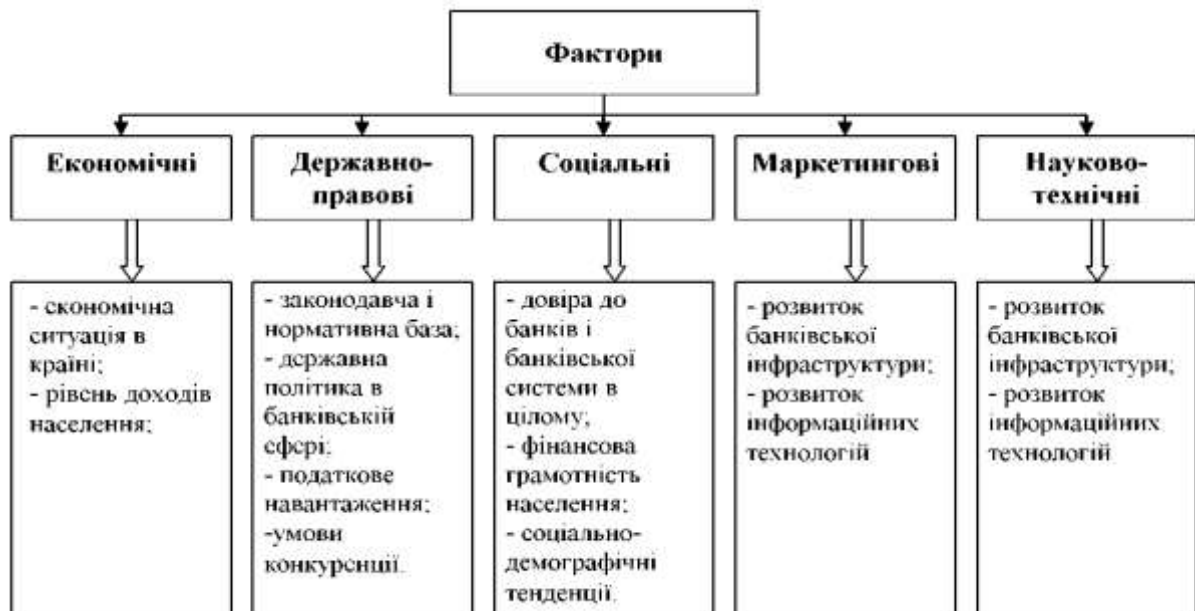 Фактори
Економічні
Державно-
правові
Соціальні
Маркетингові
Науково-
технічні
- економічна
ситуація в
країні;
- рівень доходів
населення;
- законодавча і
нормативна база;
- державна
політика в
банківській
сфері;
- податкове
навантаження;
-умови
конкуренції.
- довіра до
банків і
банківської
системи в
цілому;
- фінансова
грамотність
населення;
- соціально-
демографічні
тенденції.
- розвиток
банківської
інфраструктури;
- розвиток
інформаційних
технологій
- розвиток
банківської
інфраструктури;
- розвиток
інформаційних
технологій